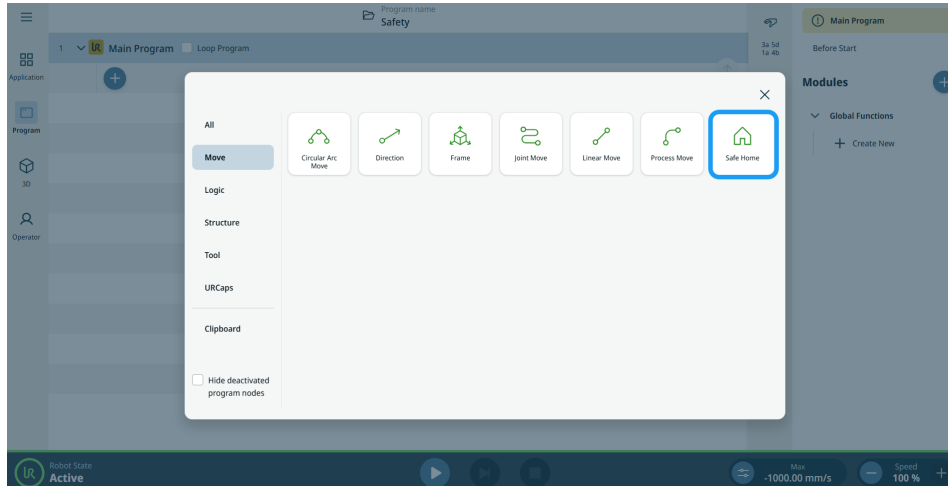 Program name
Safety
Main Program
3a 5d
1a 4b
1
UR
Main Program
Loop Program
Before Start
Application
Modules
All
Global Functions
Program
Move
Circular Arc
Move
Direction
Frame
Joint Move
Linear Move
Process Move
Safe Home
Create New
3D
Logic
Structure
Operator
Tool
URCaps
Clipboard
Hide deactivated
program nodes
UR
Robot State
Active
Max
-1000.00 mm/s
Speed
100 %